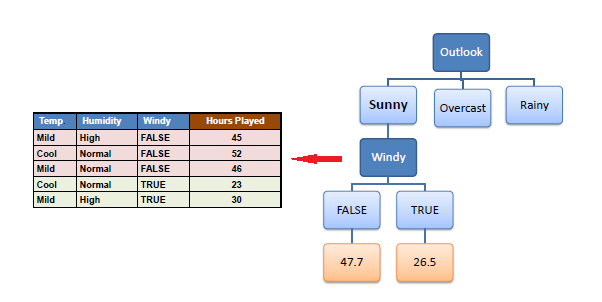 Outlook
Sunny
Overcast
Rainy
Temp Humidity Windy Hours Played
Mild High FALSE 45
Cool Normal FALSE 52
Mild Normal FALSE 46
Cool Normal TRUE 23
Mild High TRUE 30
Windy
FALSE
TRUE
47.7
26.5